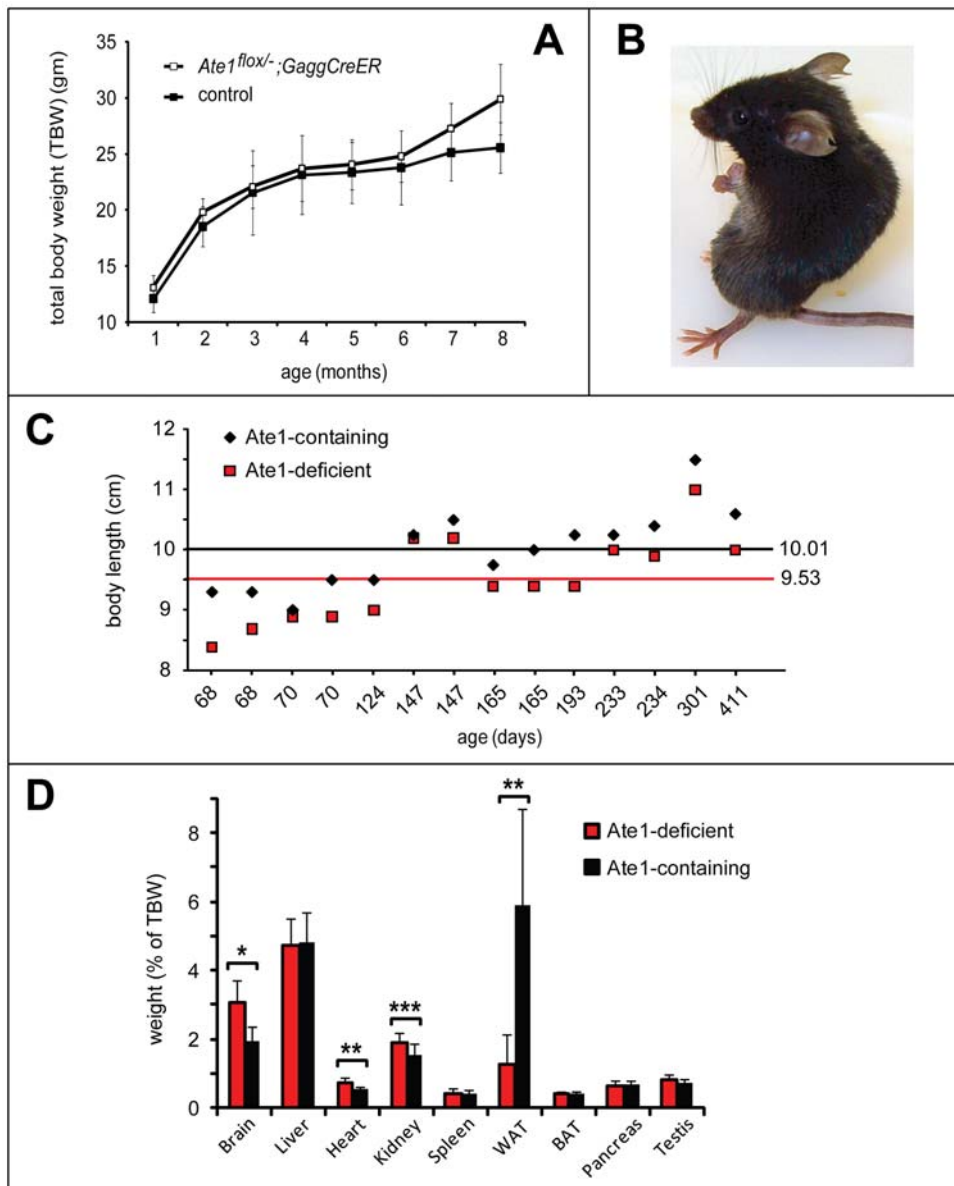 A
35
30
25
20
15
10
total body weight (TBW) (gm)
Ate1flox/-;GaggCreER
control
1 2 3 4 5 6 7 8
age (months)
B
C
Ate1-containing
Ate1-deficient
12
11
10
9
8
body length (cm)
10.01
9.53
68 68 70 70 124 147 147 165 165 193 233 234 301 411
age (days)
D
8
6
4
2
0
weight (% of TBW)
* ** *** **
Ate1-deficient
Ate1-containing
Brain Liver Heart Kidney Spleen WAT BAT Pancreas Testis